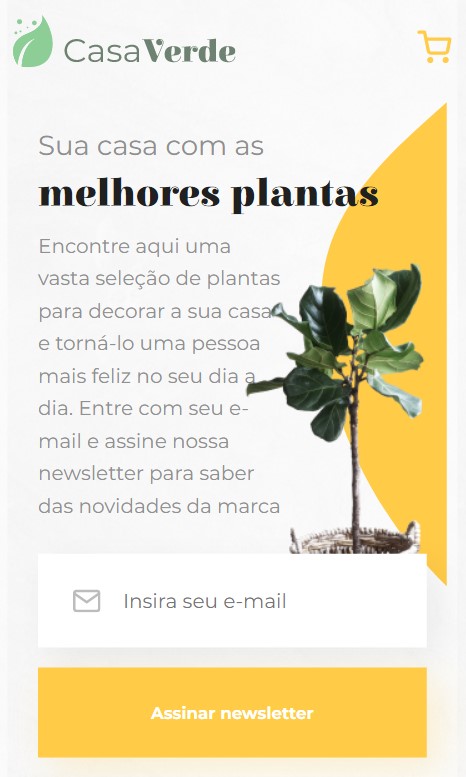 CasaVerde
Sua casa com as
melhores plantas
Encontre aqui uma
vasta seleção de plantas
para decorar a sua casa
e torná-lo uma pessoa
mais feliz no seu dia a
dia. Entre com seu e-
mail e assine nossa
newsletter para saber
das novidades da marca
Insira seu e-mail
Assinar newsletter